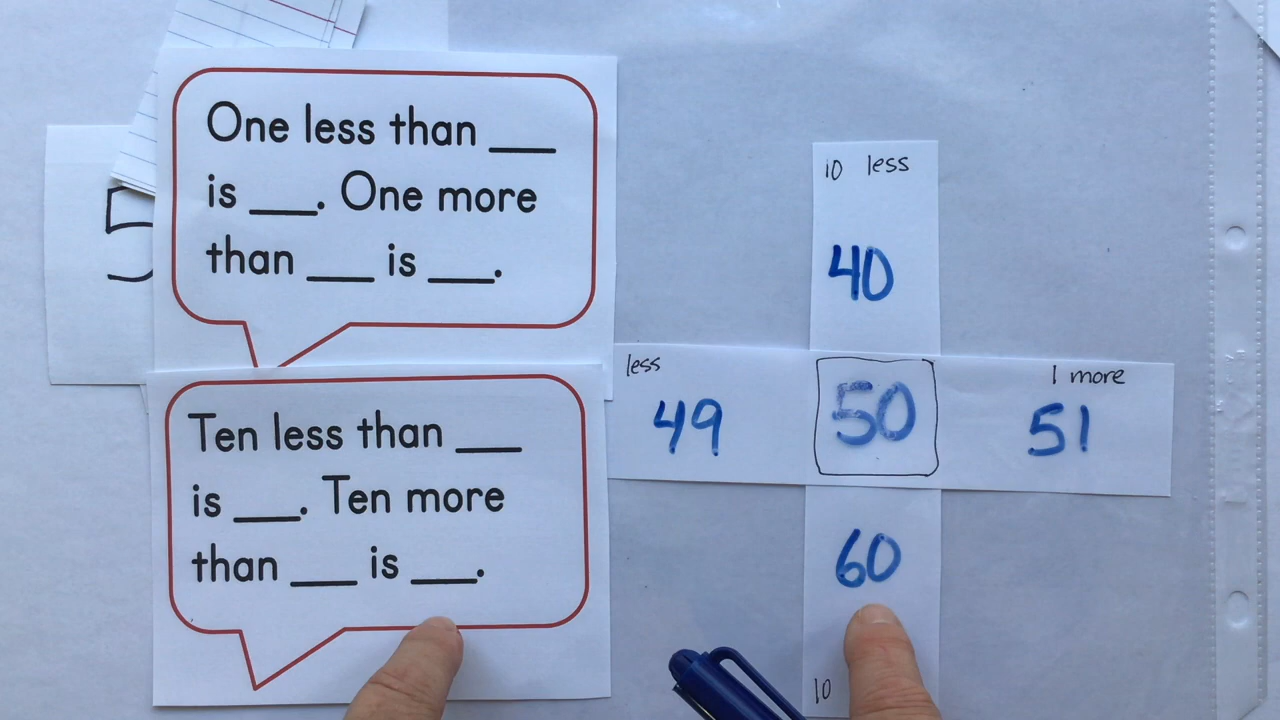 One less than ___
is ___. One more
than ___ is ___.
Ten less than ___
is ___. Ten more
than ___ is ___.
5
10 less
40
less
1 more
49 50 51
60
10